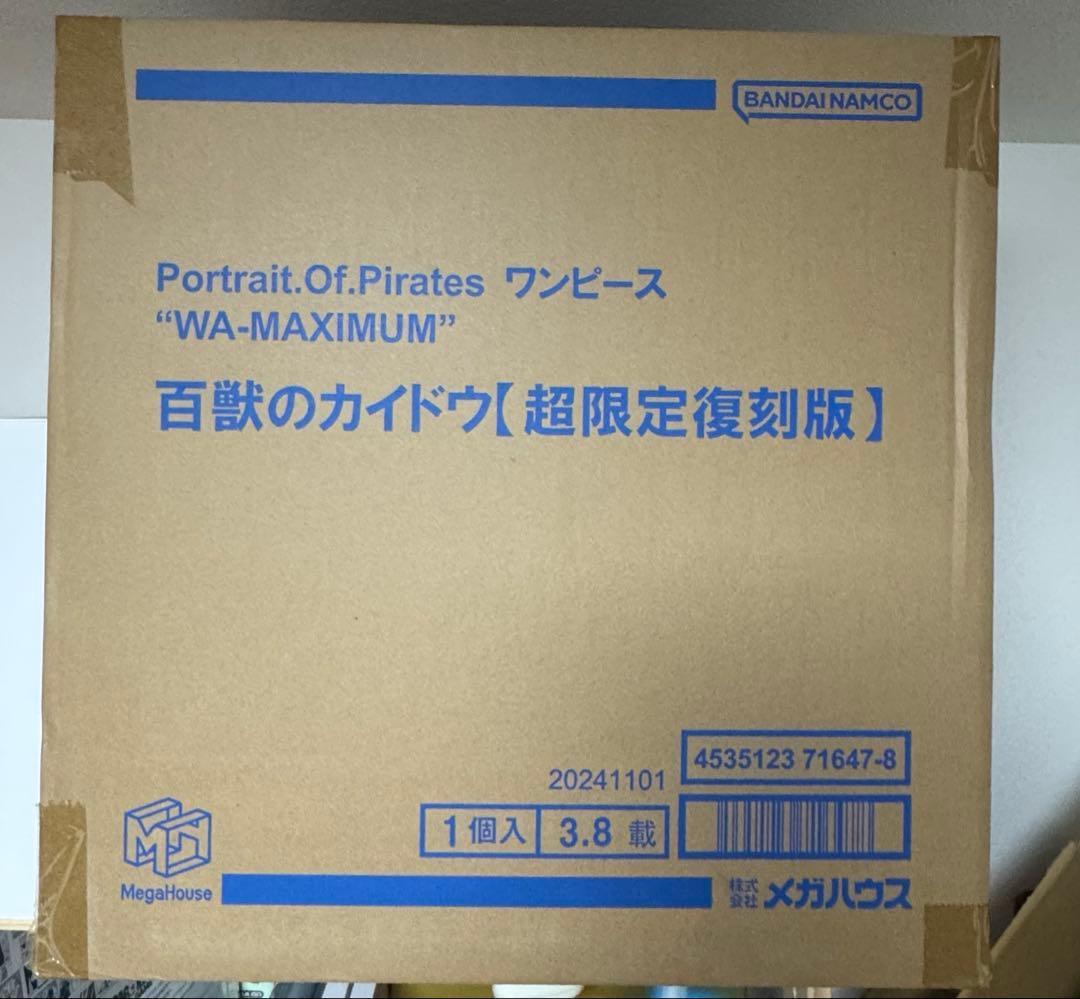 BANDAI NAMCO
Portrait.Of.Pirates ワンピース
“WA-MAXIMUM”
百獣のカイドウ【超限定復刻版】
4535123 71647-8
20241101
1個入 3.8 載
MegaHouse
株式会社 メガハウス